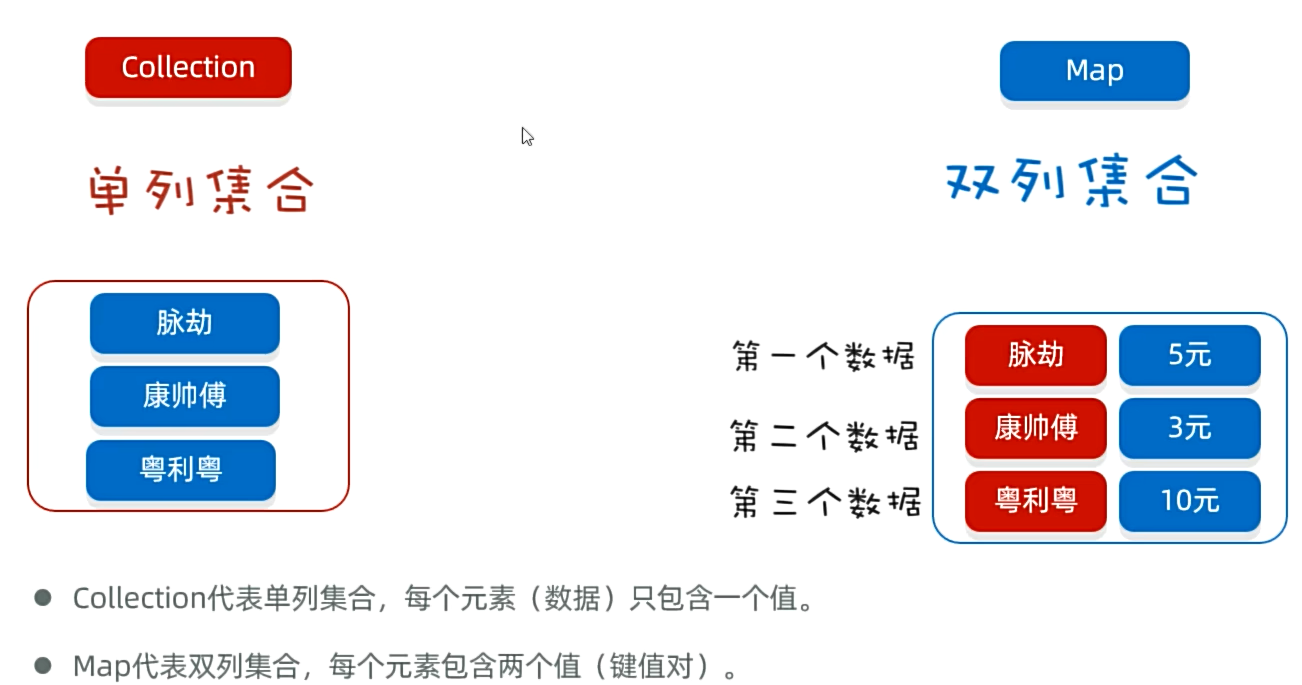 Collection
Map
单列集合
双列集合
脉劫
康帅傅
粤利粤
第一个数据 脉劫 5元
第二个数据 康帅傅 3元
第三个数据 粤利粤 10元
Collection代表单列集合，每个元素（数据）只包含一个值。
Map代表双列集合，每个元素包含两个值（键值对）。